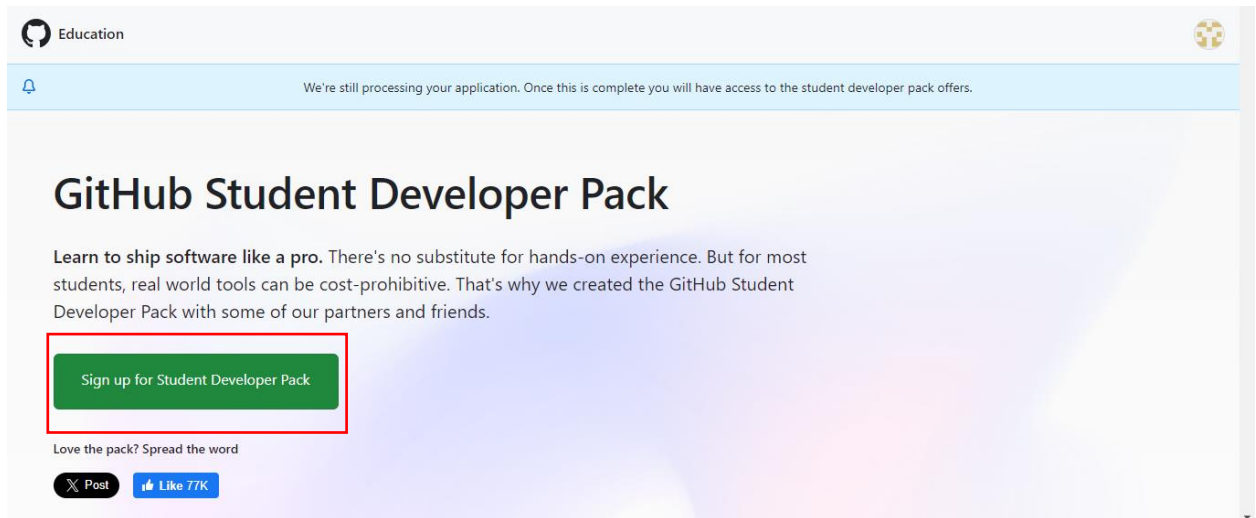 Education
We're still processing your application. Once this is complete you will have access to the student developer pack offers.
GitHub Student Developer Pack
Learn to ship software like a pro. There's no substitute for hands-on experience. But for most
students, real world tools can be cost-prohibitive. That's why we created the GitHub Student
Developer Pack with some of our partners and friends.
Sign up for Student Developer Pack
Love the pack? Spread the word
X Post
Like 77K